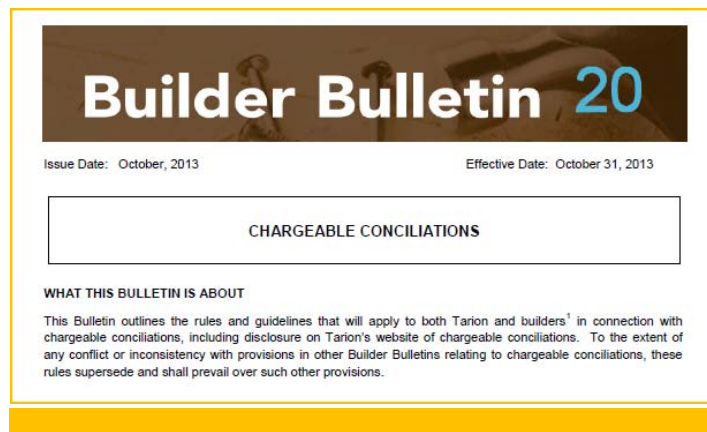 Builder Bulletin 20
Issue Date: October, 2013 Effective Date: October 31, 2013
CHARGEABLE CONCILIATIONS
WHAT THIS BULLETIN IS ABOUT
This Bulletin outlines the rules and guidelines that will apply to both Tarion and builders¹ in connection with
chargeable conciliations, including disclosure on Tarion's website of chargeable conciliations. To the extent of
any conflict or inconsistency with provisions in other Builder Bulletins relating to chargeable conciliations, these
rules supersede and shall prevail over such other provisions.